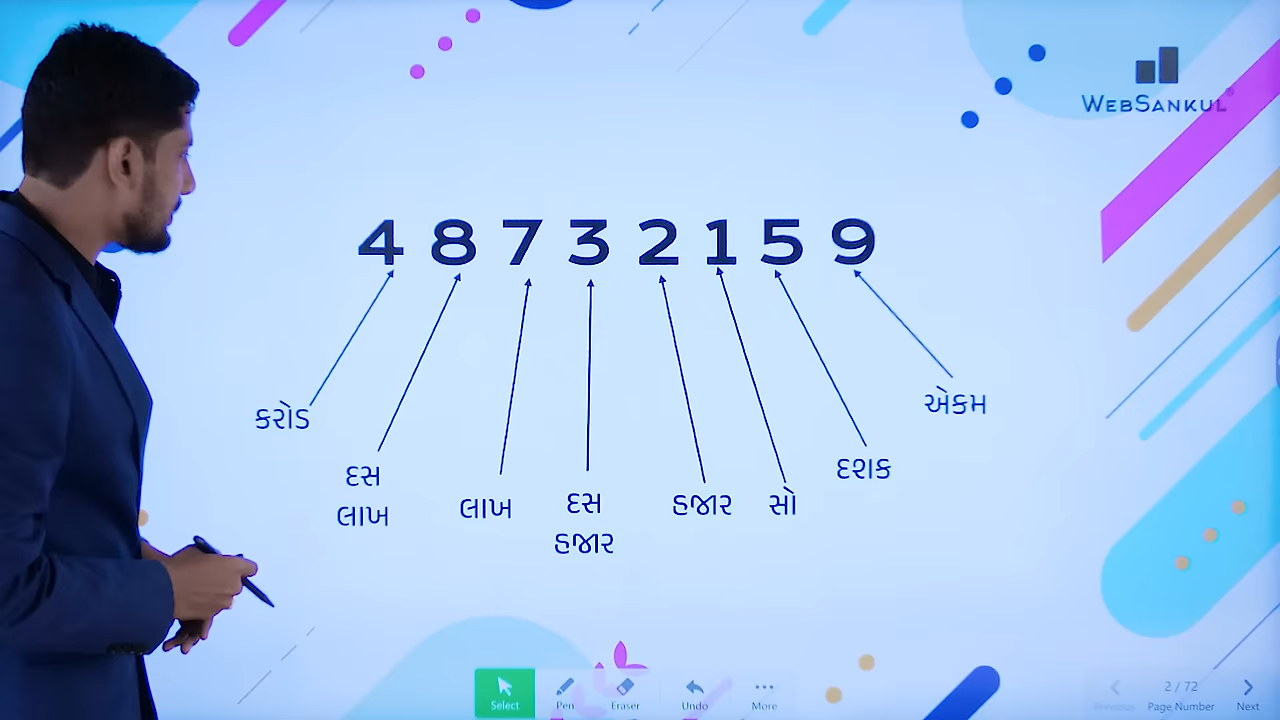 WEBSANKUL®
4 8 7 3 2 1 5 9
કરોડ
દસ
લાખ
લાખ
દસ
હજાર
હજાર
સો
દશક
એકમ
Select
Pen
Eraser
Undo
More
Previous
2 / 72
Page Number
Next